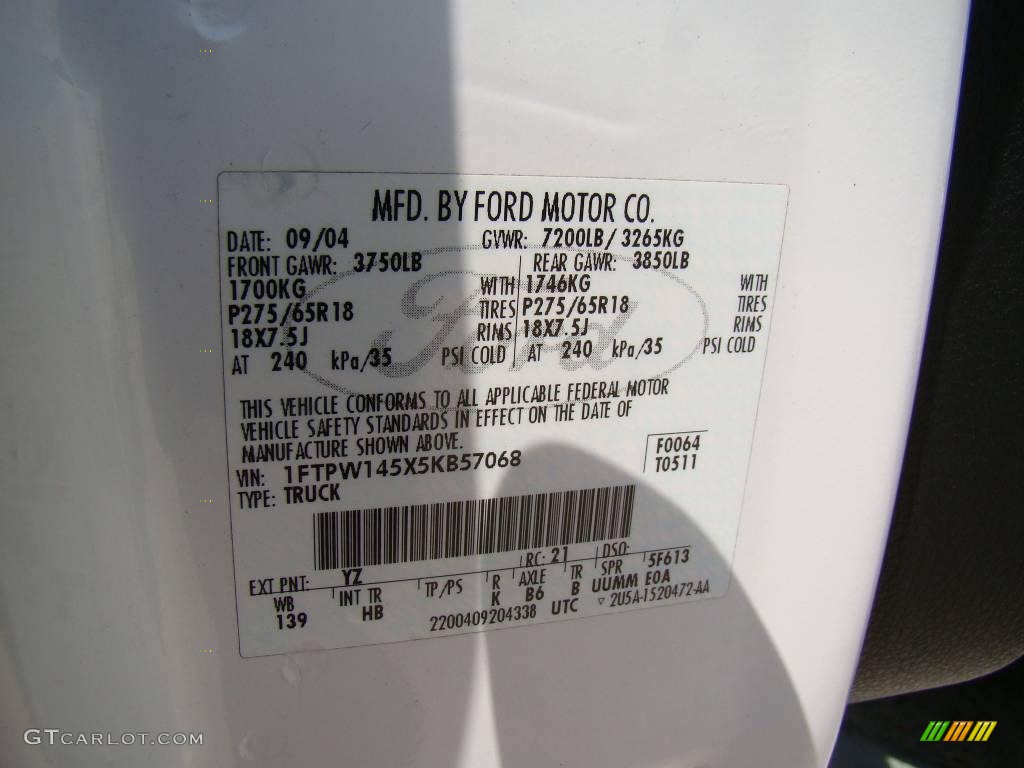 MFD. BY FORD MOTOR CO.
DATE: 09/04 GVWR: 7200LB/ 3265KG
FRONT GAWR: 3750LB REAR GAWR: 3850LB
1700KG WITH 1746KG WITH
P275/65R18 TIRES P275/65R18 TIRES
18X7.5J RIMS 18X7.5J RIMS
AT 240 kPa/35 PSI COLD AT 240 kPa/35 PSI COLD
Ford
THIS VEHICLE CONFORMS TO ALL APPLICABLE FEDERAL MOTOR
VEHICLE SAFETY STANDARDS IN EFFECT ON THE DATE OF
MANUFACTURE SHOWN ABOVE.
VIN: 1FTPW145X5KB57068 F0064
TYPE: TRUCK T0511
EXT PNT: YZ RC: 21 DSO: 5F613
WB INT TR TP/PS R AXLE TR SPR
139 HB K B6 B UUMM E0A
2200409204338 UTC ▽ 2U5A-1520472-AA
GTCARLOT.COM